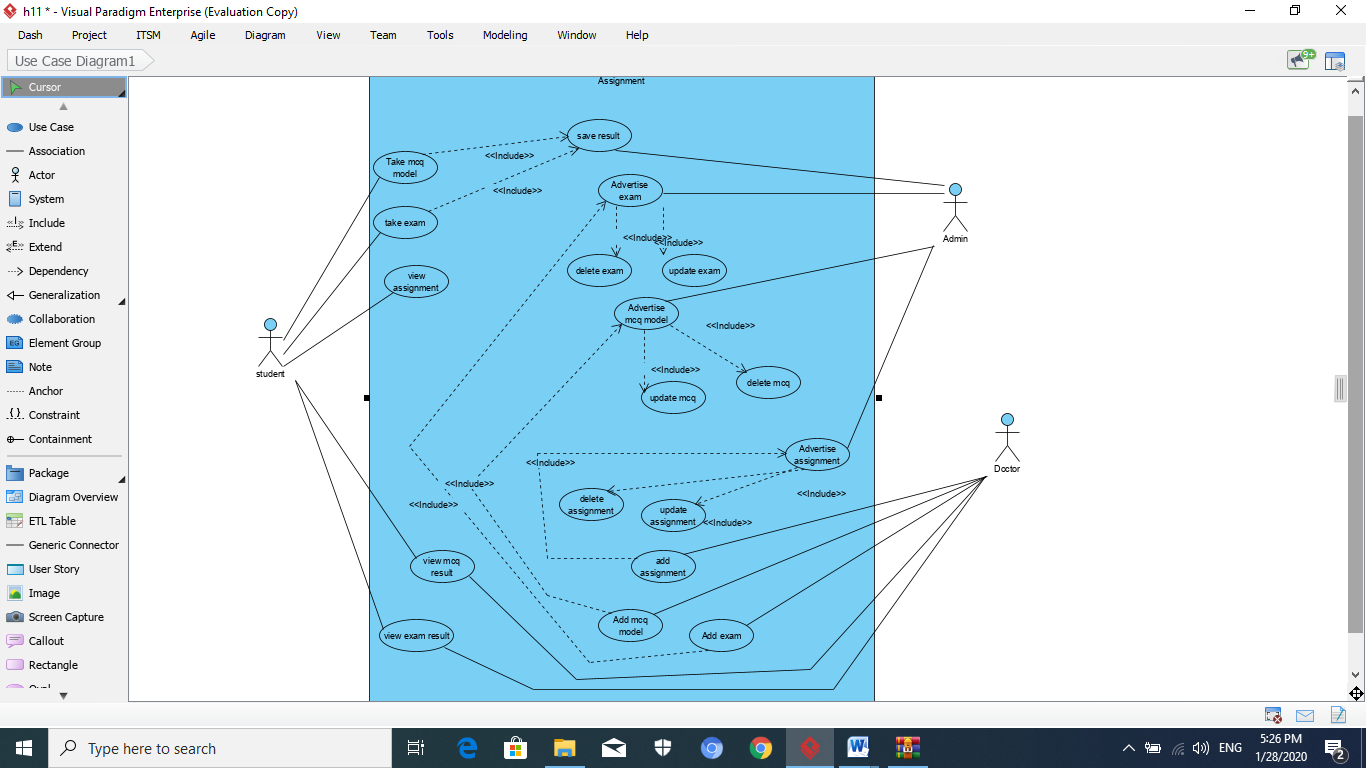 h11 * - Visual Paradigm Enterprise (Evaluation Copy)
Dash Project ITSM Agile Diagram View Team Tools Modeling Window Help
Use Case Diagram1
9+
Cursor
Use Case
Association
Actor
System
Include
Extend
Dependency
Generalization
Collaboration
Element Group
Note
Anchor
Constraint
Containment
Package
Diagram Overview
ETL Table
Generic Connector
User Story
Image
Screen Capture
Callout
Rectangle
Assignment
save result
Take mcq
model
<<Include>>
<<Include>>
Advertise
exam
take exam
Admin
<<Include>>
<<Include>>
view
assignment
delete exam
update exam
Advertise
mcq model
<<Include>>
student
<<Include>>
delete mcq
update mcq
Advertise
assignment
<<Include>>
Doctor
<<Include>>
<<Include>>
delete
assignment
<<Include>>
update
assignment
<<Include>>
view mcq
result
add
assignment
Add mcq
model
view exam result
Add exam
Type here to search
ENG
5:26 PM
1/28/2020
2